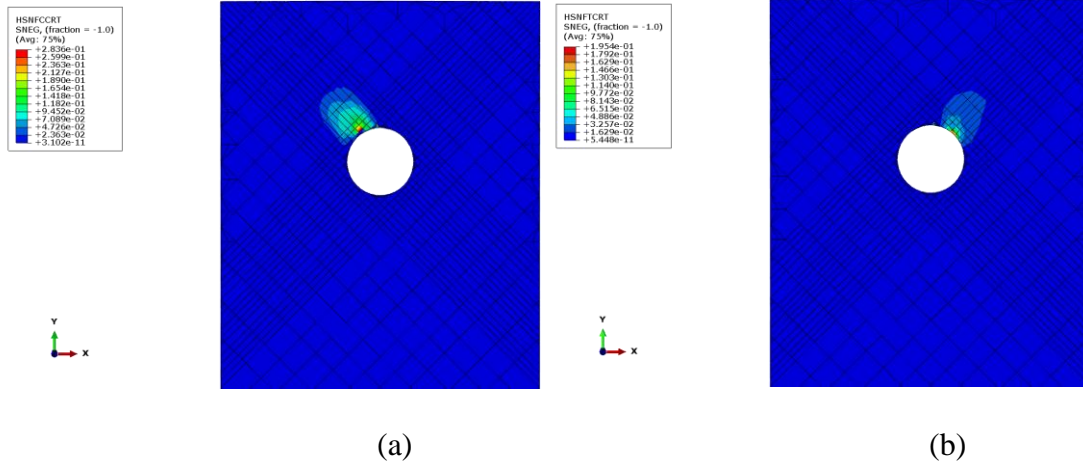 HSNFCCRT
SNEG, (fraction = -1.0)
(Avg: 75%)
+2.836e-01
+2.599e-01
+2.363e-01
+2.127e-01
+1.890e-01
+1.654e-01
+1.418e-01
+1.182e-01
+9.452e-02
+7.089e-02
+4.726e-02
+2.363e-02
+3.102e-11
Y
X
HSNFTCRT
SNEG, (fraction = -1.0)
(Avg: 75%)
+1.954e-01
+1.792e-01
+1.629e-01
+1.466e-01
+1.303e-01
+1.140e-01
+9.772e-02
+8.143e-02
+6.515e-02
+4.886e-02
+3.257e-02
+1.629e-02
+5.448e-11
Y
X
(a)
(b)